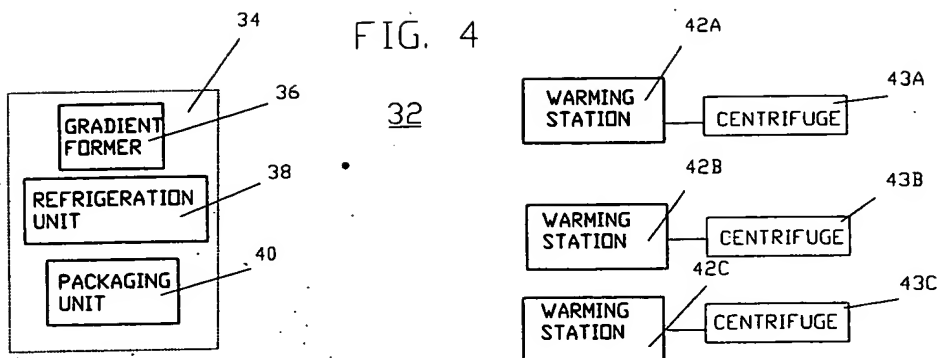 FIG. 4
32
34
GRADIENT
FORMER
36
REFRIGERATION
UNIT
38
PACKAGING
UNIT
40
42A
WARMING
STATION
43A
CENTRIFUGE
42B
WARMING
STATION
43B
CENTRIFUGE
42C
WARMING
STATION
43C
CENTRIFUGE